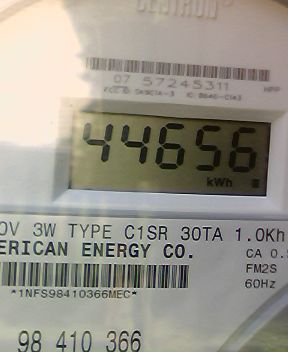 CENTRON
07 57245311
44656
kWh
0V 3W TYPE C1SR 30TA 1.0Kh
ERICAN ENERGY CO.
CA 0.
FM2S
60Hz
*1NFS98410366MEC*
98 410 366